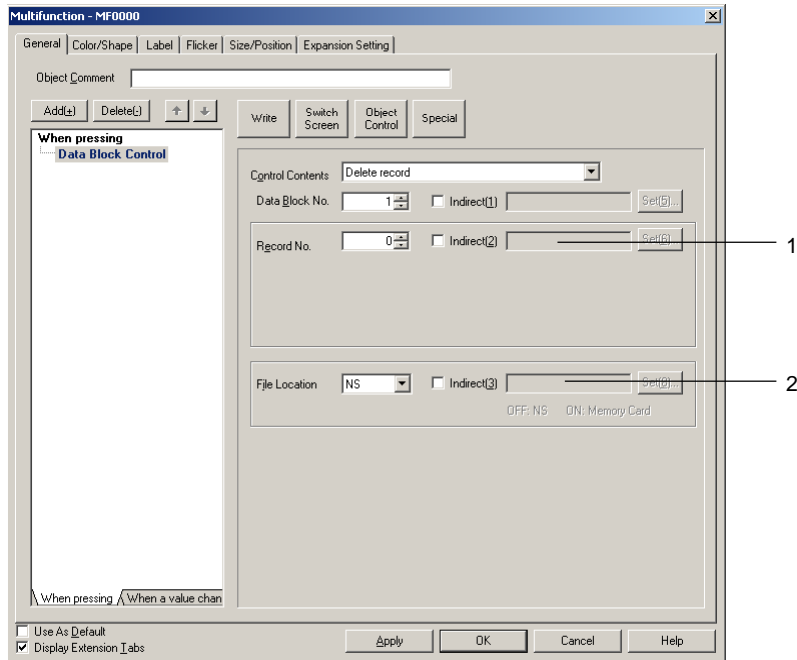 Multifunction - MF0000
General Color/Shape Label Flicker Size/Position Expansion Setting
Object Comment
Add(+) Delete(-)
Write Switch Screen Object Control Special
When pressing
Data Block Control
Control Contents Delete record
Data Block No. 1 Indirect(1) Set(5)...
Record No. 0 Indirect(2) Set(6)... 1
File Location NS Indirect(3) 2
OFF: NS ON: Memory Card
When pressing When a value chan
Use As Default
Display Extension Tabs
Apply OK Cancel Help